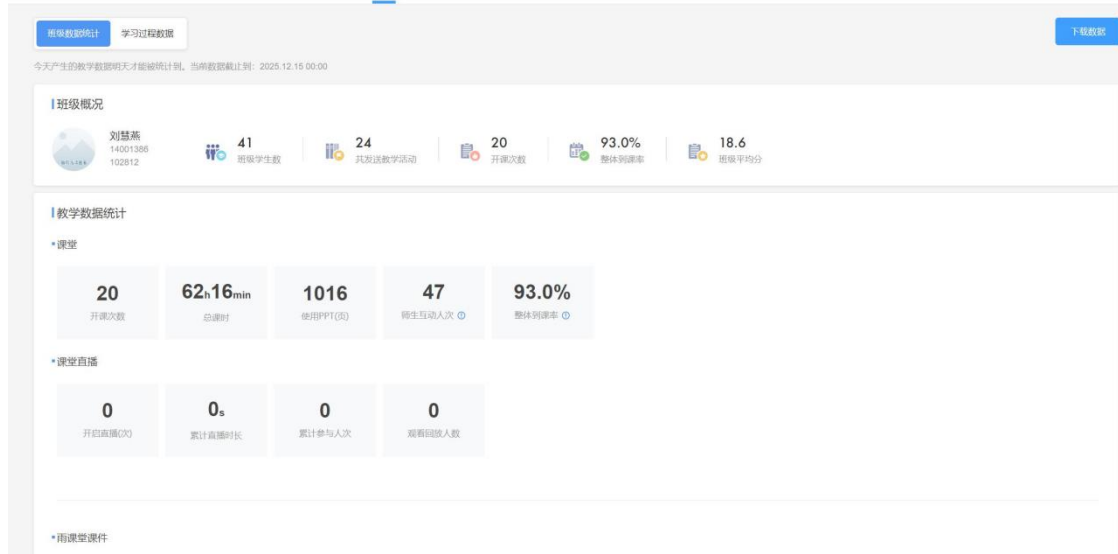 班级数据统计 学习过程数据 下载数据
今天产生的教学数据明天才能被统计到。当前数据截止到：2025.12.15 00:00
班级概况
刘慧燕
14001386
102812
41
班级学生数
24
共发送教学活动
20
开课次数
93.0%
整体到课率
18.6
班级平均分
教学数据统计
课堂
20 62h16min 1016 47 93.0%
开课次数 总课时 使用PPT(页) 师生互动人次 整体到课率
课堂直播
0 0s 0 0
开启直播(次) 累计直播时长 累计参与人次 观看回放人数
雨课堂课件